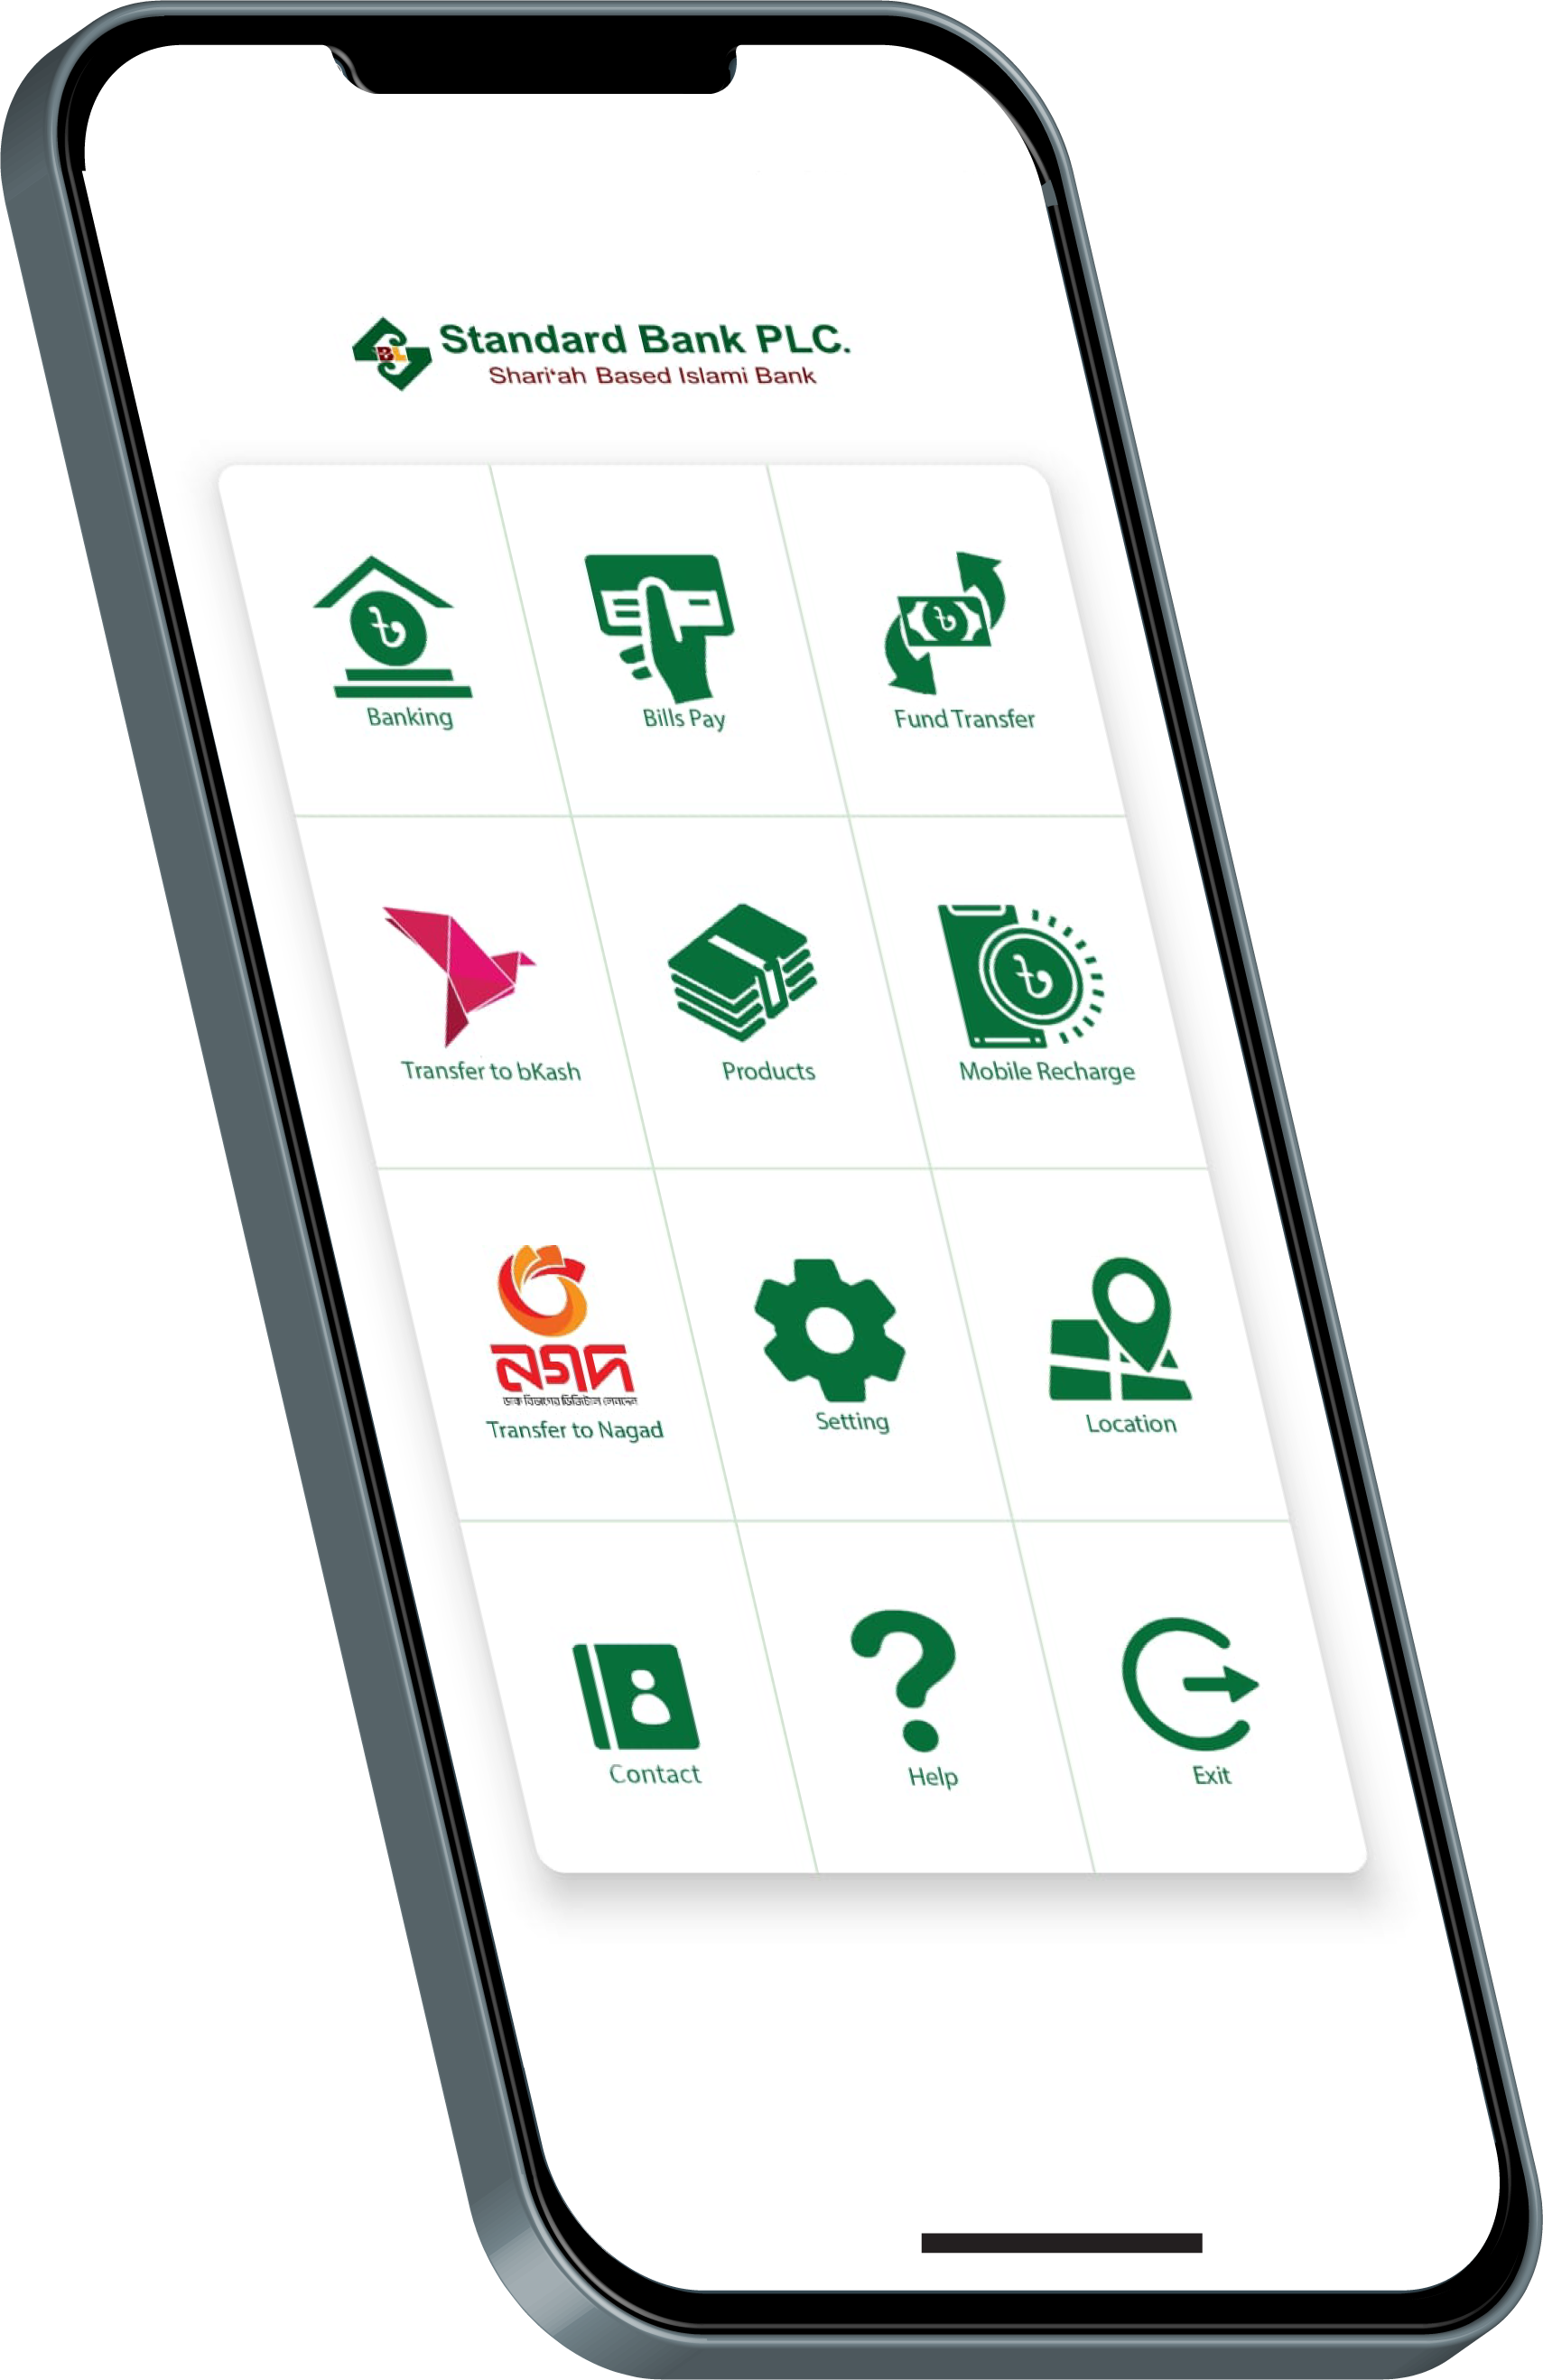 SBL
Standard Bank PLC.
Shari‘ah Based Islami Bank
Banking
Bills Pay
Fund Transfer
Transfer to bKash
Products
Mobile Recharge
নগদ
ডাক বিভাগের ডিজিটাল লেনদেন
Transfer to Nagad
Setting
Location
Contact
Help
Exit